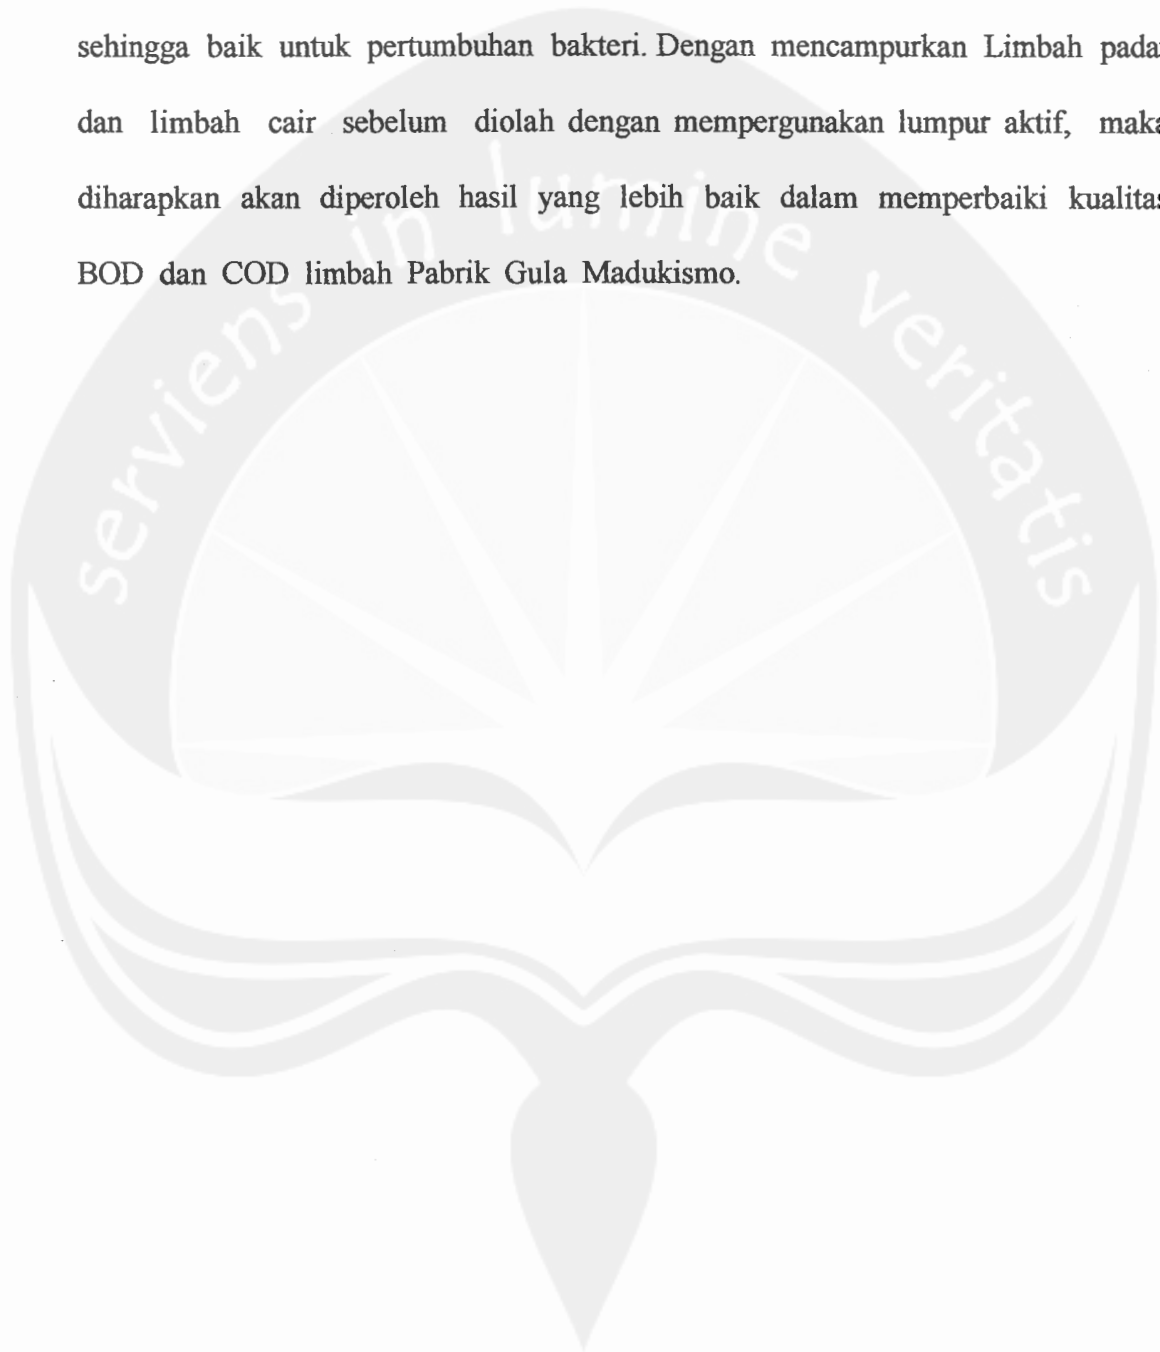 sehingga baik untuk pertumbuhan bakteri. Dengan mencampurkan Limbah pada
dan limbah cair sebelum diolah dengan mempergunakan lumpur aktif, maka
diharapkan akan diperoleh hasil yang lebih baik dalam memperbaiki kualitas
BOD dan COD limbah Pabrik Gula Madukismo.
serviens in lumine veritatis